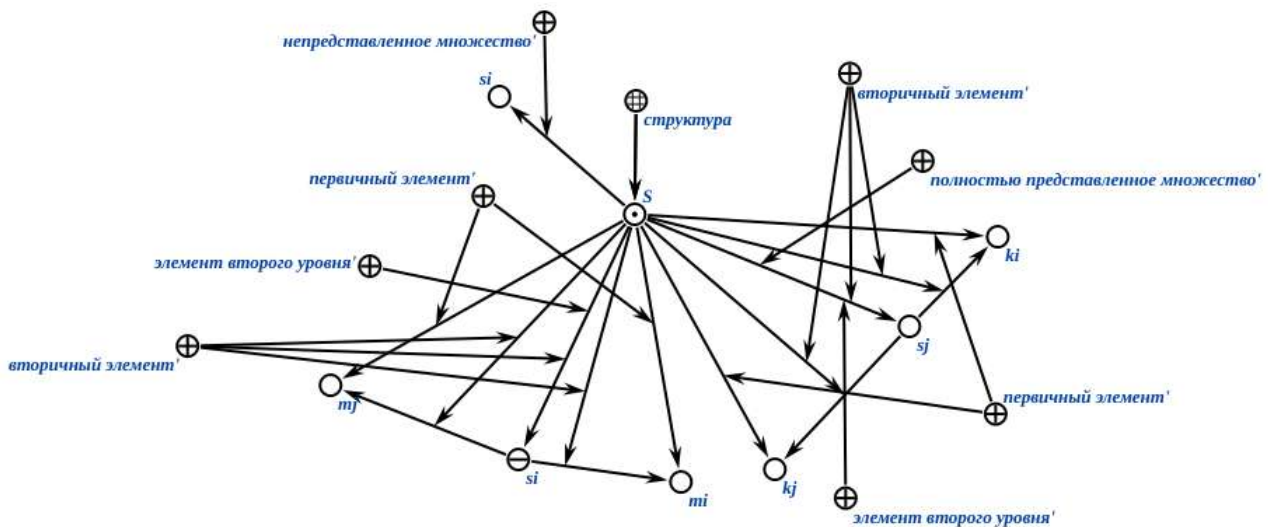 непредставленное множество'
si
структура
вторичный элемент'
первичный элемент'
полностью представленное множество'
S
ki
элемент второго уровня'
sj
вторичный элемент'
mj
первичный элемент'
si
mi
kj
элемент второго уровня'